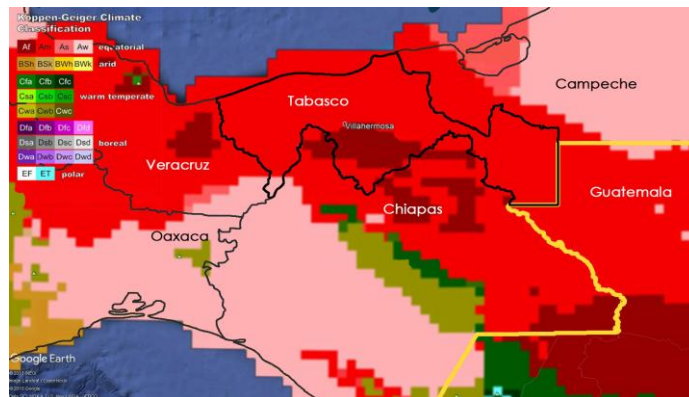 Köppen-Geiger Climate
Classification
Af Am As Aw equatorial
BSh BSk BWh BWk arid
Cfa Cfb Cfc
Csa Csb Csc warm temperate
Cwa Cwb Cwc
Dfa Dfb Dfc Dfd
Dsa Dsb Dsc Dsd boreal
Dwa Dwb Dwc Dwd
EF ET polar
Campeche
Tabasco
Villahermosa
Veracruz
Guatemala
Chiapas
Oaxaca
Google Earth